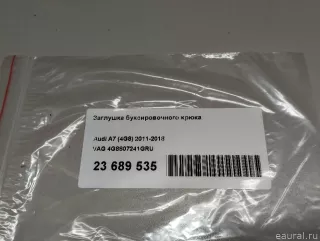 Заглушка буксировочного крюка
Audi A7 (4G8) 2011-2018
VAG 4G8807241GRU
23 689 535
© eaural.ru